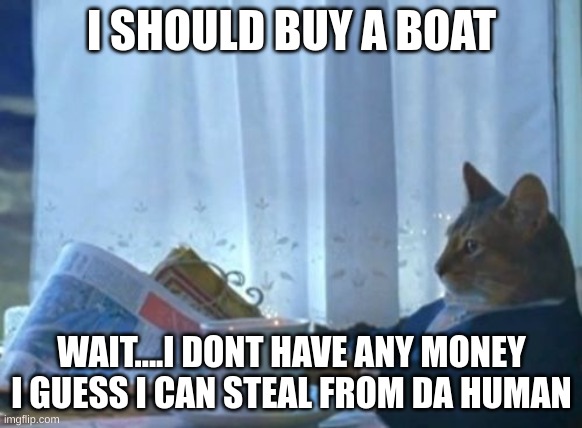 I SHOULD BUY A BOAT
WAIT....I DONT HAVE ANY MONEY
I GUESS I CAN STEAL FROM DA HUMAN
imgflip.com